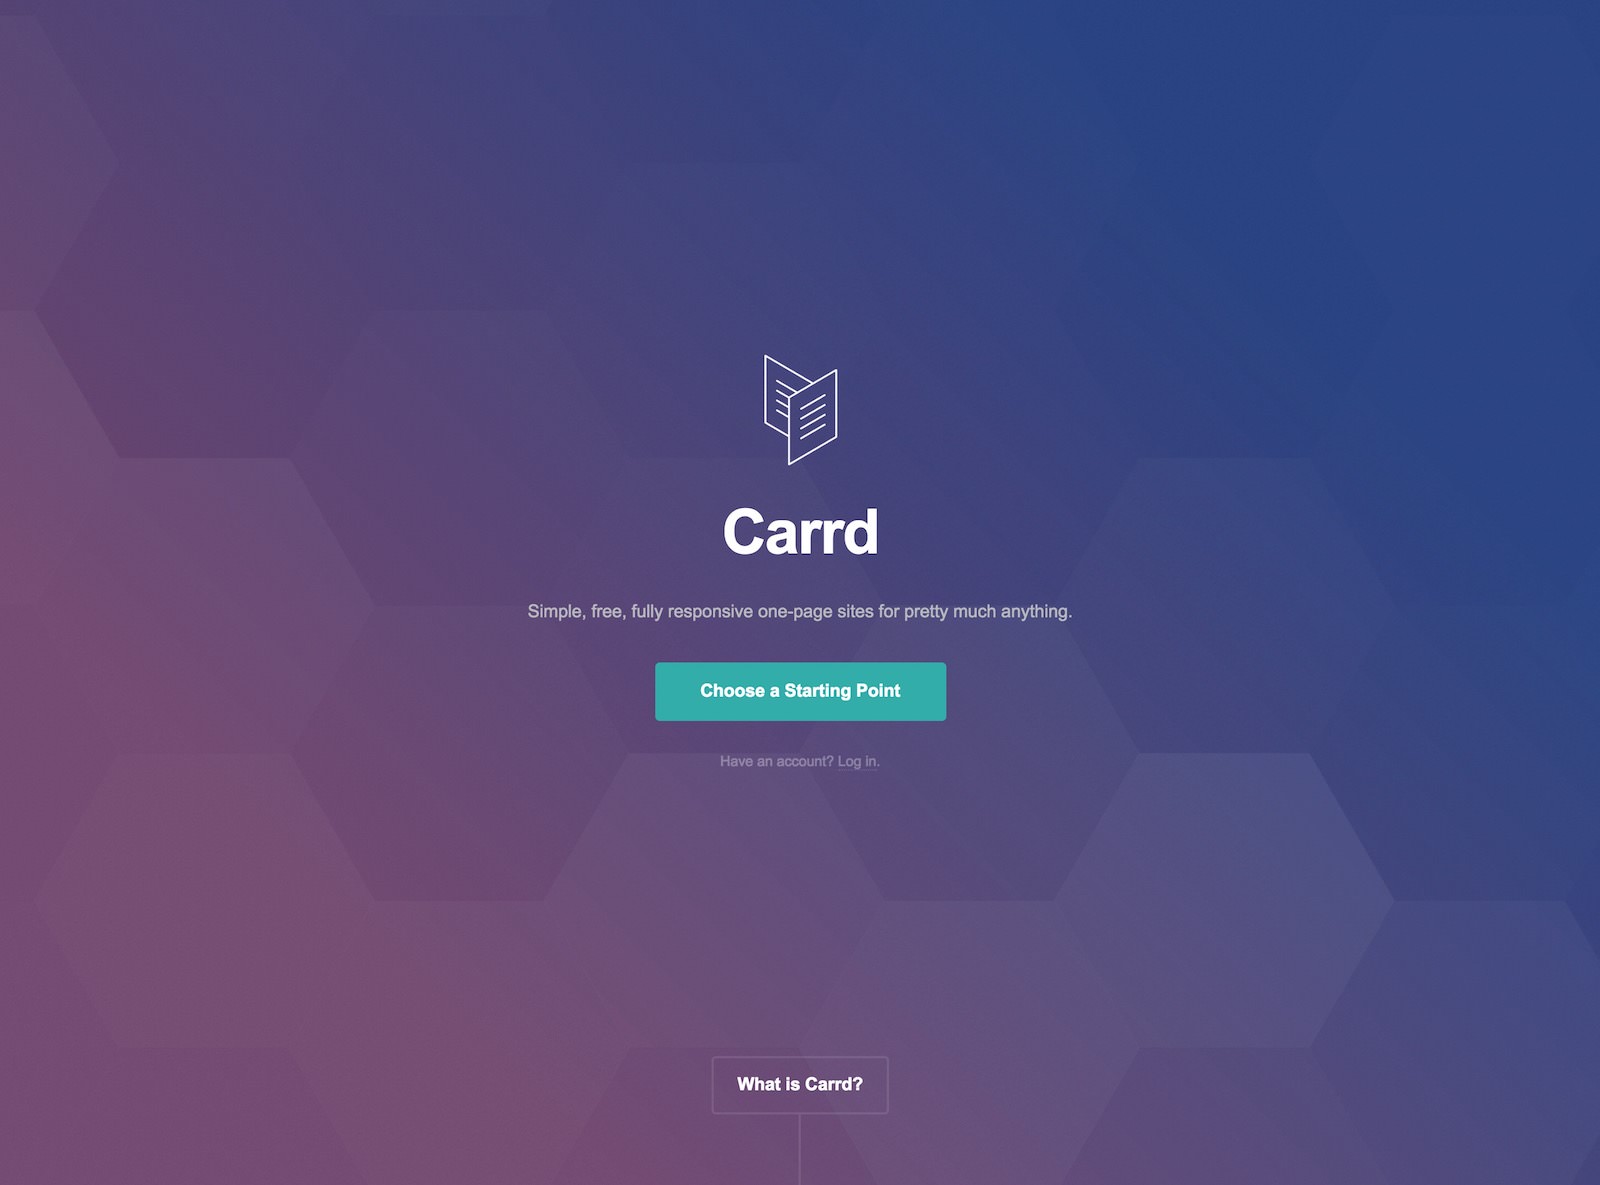 Carrd
Simple, free, fully responsive one-page sites for pretty much anything.
Choose a Starting Point
Have an account? Log in.
What is Carrd?